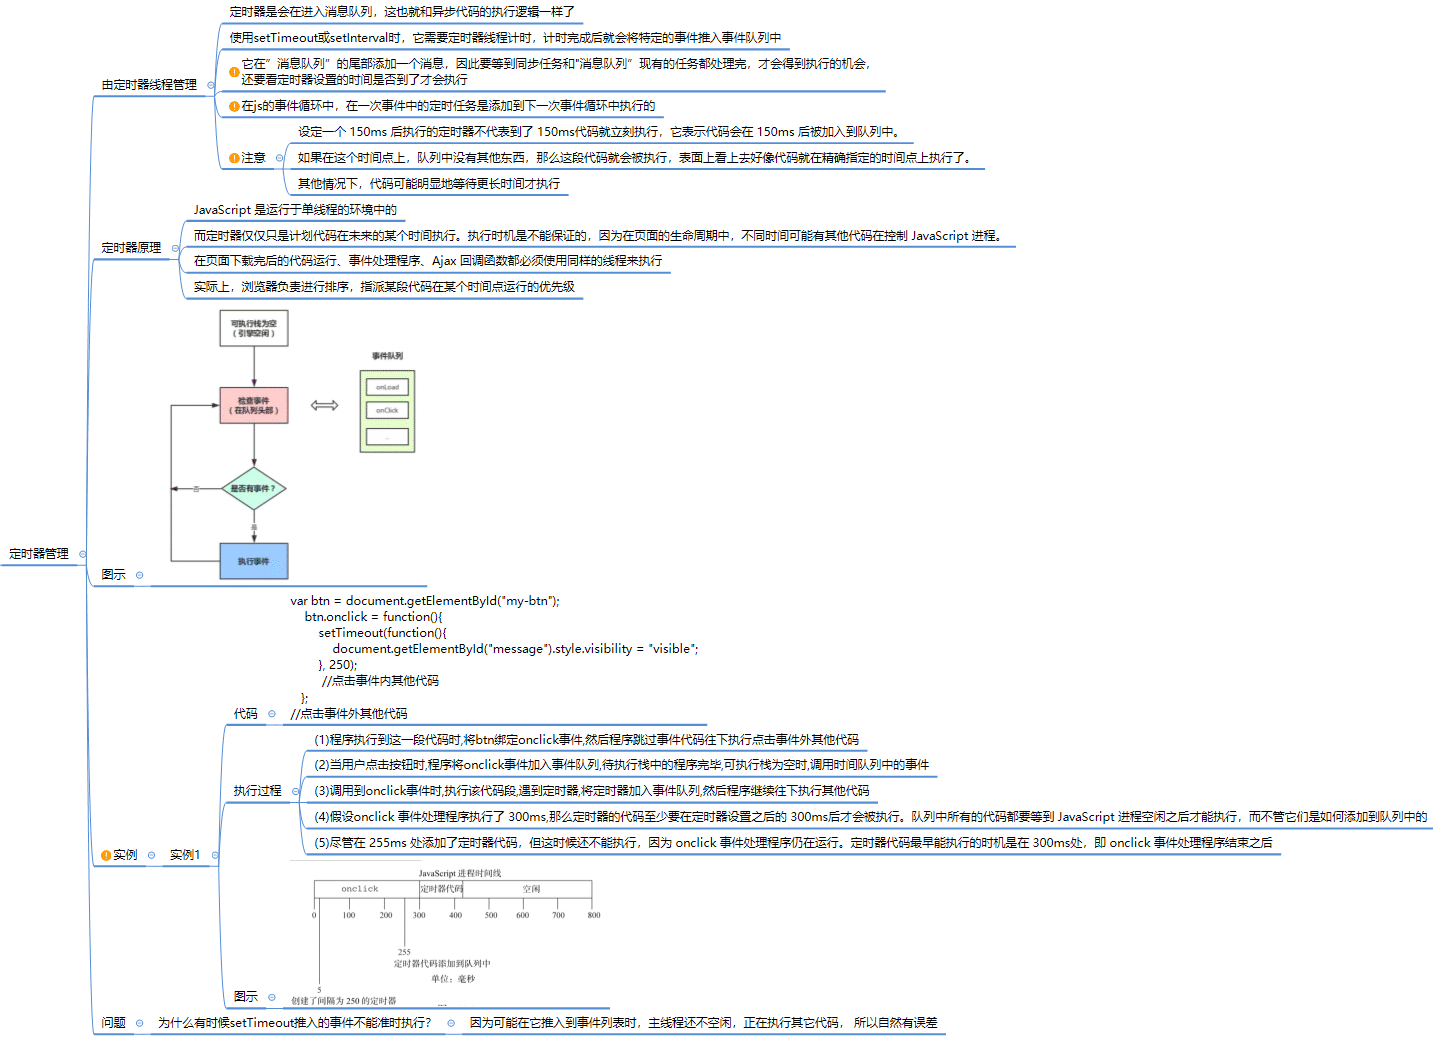 定时器是会在进入消息队列，这也就和异步代码的执行逻辑一样了
使用setTimeout或setInterval时，它需要定时器线程计时，计时完成后就会将特定的事件推入事件队列中
它在”消息队列”的尾部添加一个消息，因此要等到同步任务和"消息队列”现有的任务都处理完，才会得到执行的机会，
还要看定时器设置的时间是否到了才会执行
由定时器线程管理
在js的事件循环中，在一次事件中的定时任务是添加到下一次事件循环中执行的
设定一个 150ms 后执行的定时器不代表到了 150ms代码就立刻执行，它表示代码会在 150ms 后被加入到队列中。
注意
如果在这个时间点上，队列中没有其他东西，那么这段代码就会被执行，表面上看上去好像代码就在精确指定的时间点上执行了。
其他情况下，代码可能明显地等待更长时间才执行
JavaScript 是运行于单线程的环境中的
而定时器仅仅只是计划代码在未来的某个时间执行。执行时机是不能保证的，因为在页面的生命周期中，不同时间可能有其他代码在控制 JavaScript 进程。
定时器原理
在页面下载完后的代码运行、事件处理程序、Ajax 回调函数都必须使用同样的线程来执行
实际上，浏览器负责进行排序，指派某段代码在某个时间点运行的优先级
可执行栈为空
（引擎空闲）
事件队列
onLoad
检查事件
（在队列头部）
onClick
...
是否有事件？
否
是
执行事件
定时器管理
图示
var btn = document.getElementById("my-btn");
btn.onclick = function(){
setTimeout(function(){
document.getElementById("message").style.visibility = "visible";
}, 250);
//点击事件内其他代码
};
代码
//点击事件外其他代码
(1)程序执行到这一段代码时,将btn绑定onclick事件,然后程序跳过事件代码往下执行点击事件外其他代码
(2)当用户点击按钮时,程序将onclick事件加入事件队列,待执行栈中的程序完毕,可执行栈为空时,调用时间队列中的事件
执行过程
(3)调用到onclick事件时,执行该代码段,遇到定时器,将定时器加入事件队列,然后程序继续往下执行其他代码
(4)假设onclick 事件处理程序执行了 300ms,那么定时器的代码至少要在定时器设置之后的 300ms后才会被执行。队列中所有的代码都要等到 JavaScript 进程空闲之后才能执行，而不管它们是如何添加到队列中的
(5)尽管在 255ms 处添加了定时器代码，但这时候还不能执行，因为 onclick 事件处理程序仍在运行。定时器代码最早能执行的时机是在 300ms处，即 onclick 事件处理程序结束之后
实例
实例1
JavaScript 进程时间线
onclick 定时器代码 空闲
0 100 200 300 400 500 600 700 800
255
定时器代码添加到队列中
单位：毫秒
5
创建了间隔为 250 的定时器
图示
问题
为什么有时候setTimeout推入的事件不能准时执行？
因为可能在它推入到事件列表时，主线程还不空闲，正在执行其它代码， 所以自然有误差